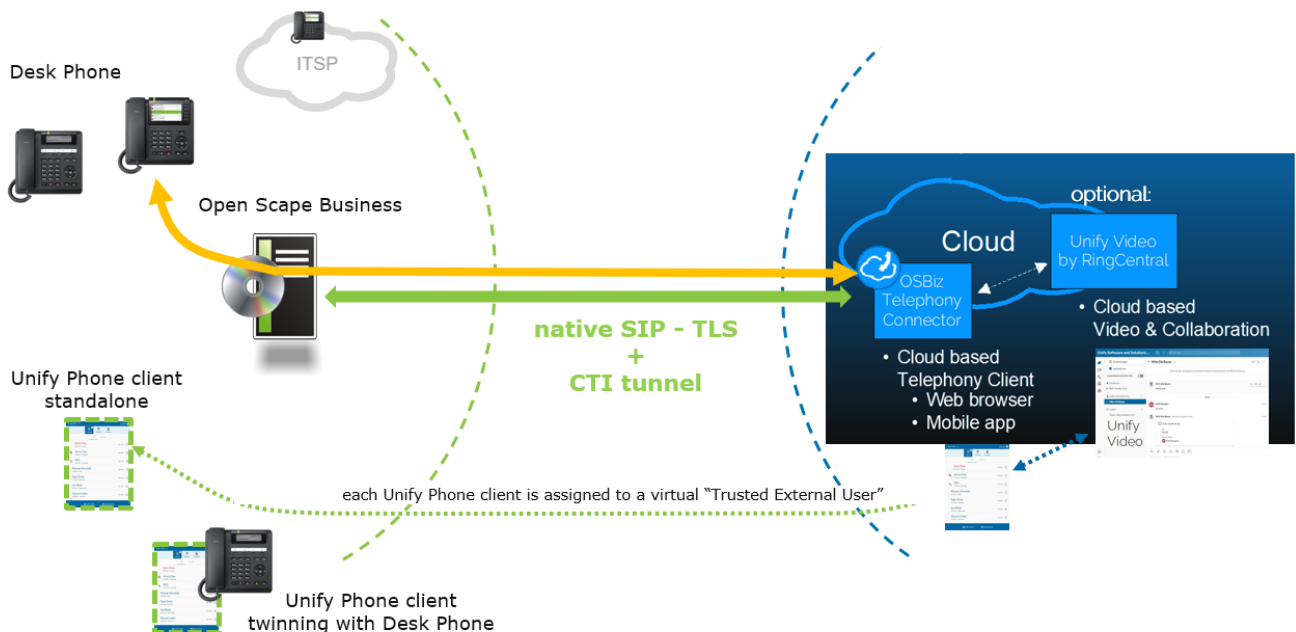 ITSP
Desk Phone
Open Scape Business
optional:
Cloud
Unify Video
by RingCentral
OSBiz
Telephony
Connector
• Cloud based
Video & Collaboration
native SIP - TLS
+
CTI tunnel
• Cloud based
Telephony Client
• Web browser
• Mobile app
Unify
Video
Unify Phone client
standalone
each Unify Phone client is assigned to a virtual “Trusted External User”
Unify Phone client
twinning with Desk Phone